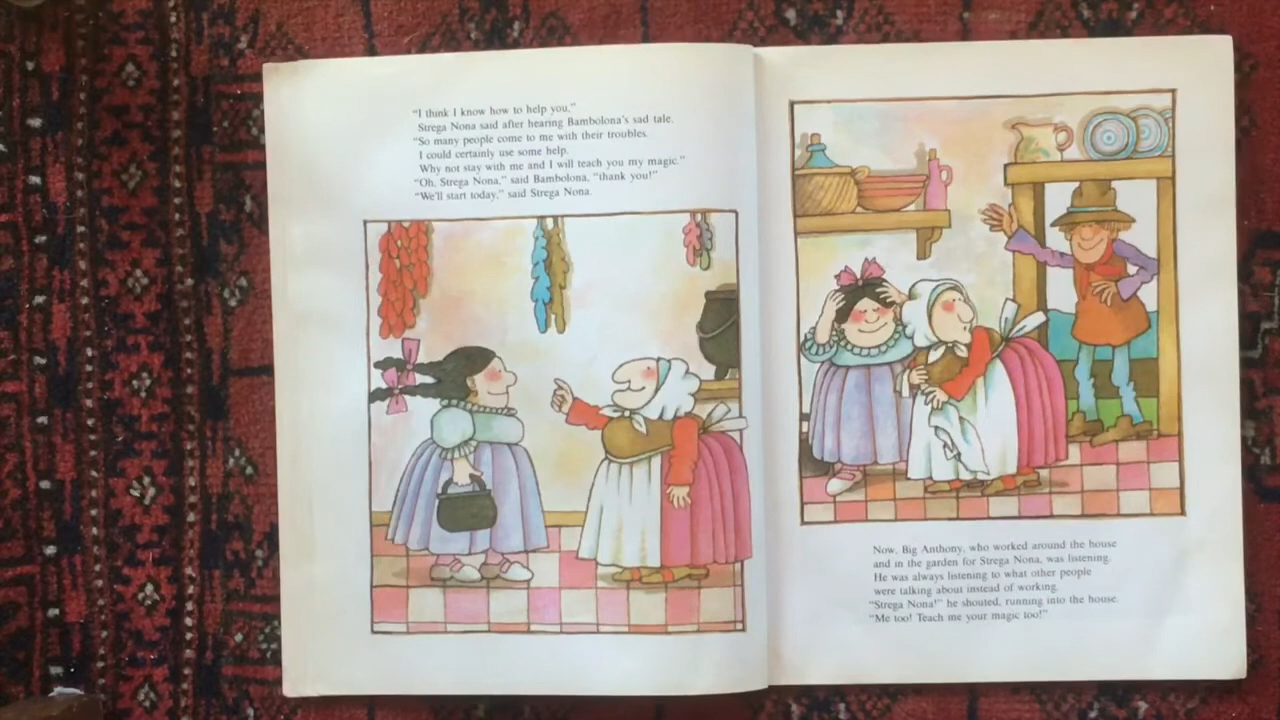 "I think I know how to help you,"
Strega Nona said after hearing Bambolona's sad tale.
"So many people come to me with their troubles.
I could certainly use some help.
Why not stay with me and I will teach you my magic."
"Oh, Strega Nona," said Bambolona, "thank you!"
"We'll start today," said Strega Nona.
Now, Big Anthony, who worked around the house
and in the garden for Strega Nona, was listening.
He was always listening to what other people
were talking about instead of working.
"Strega Nona!" he shouted, running into the house.
"Me too! Teach me your magic too!"